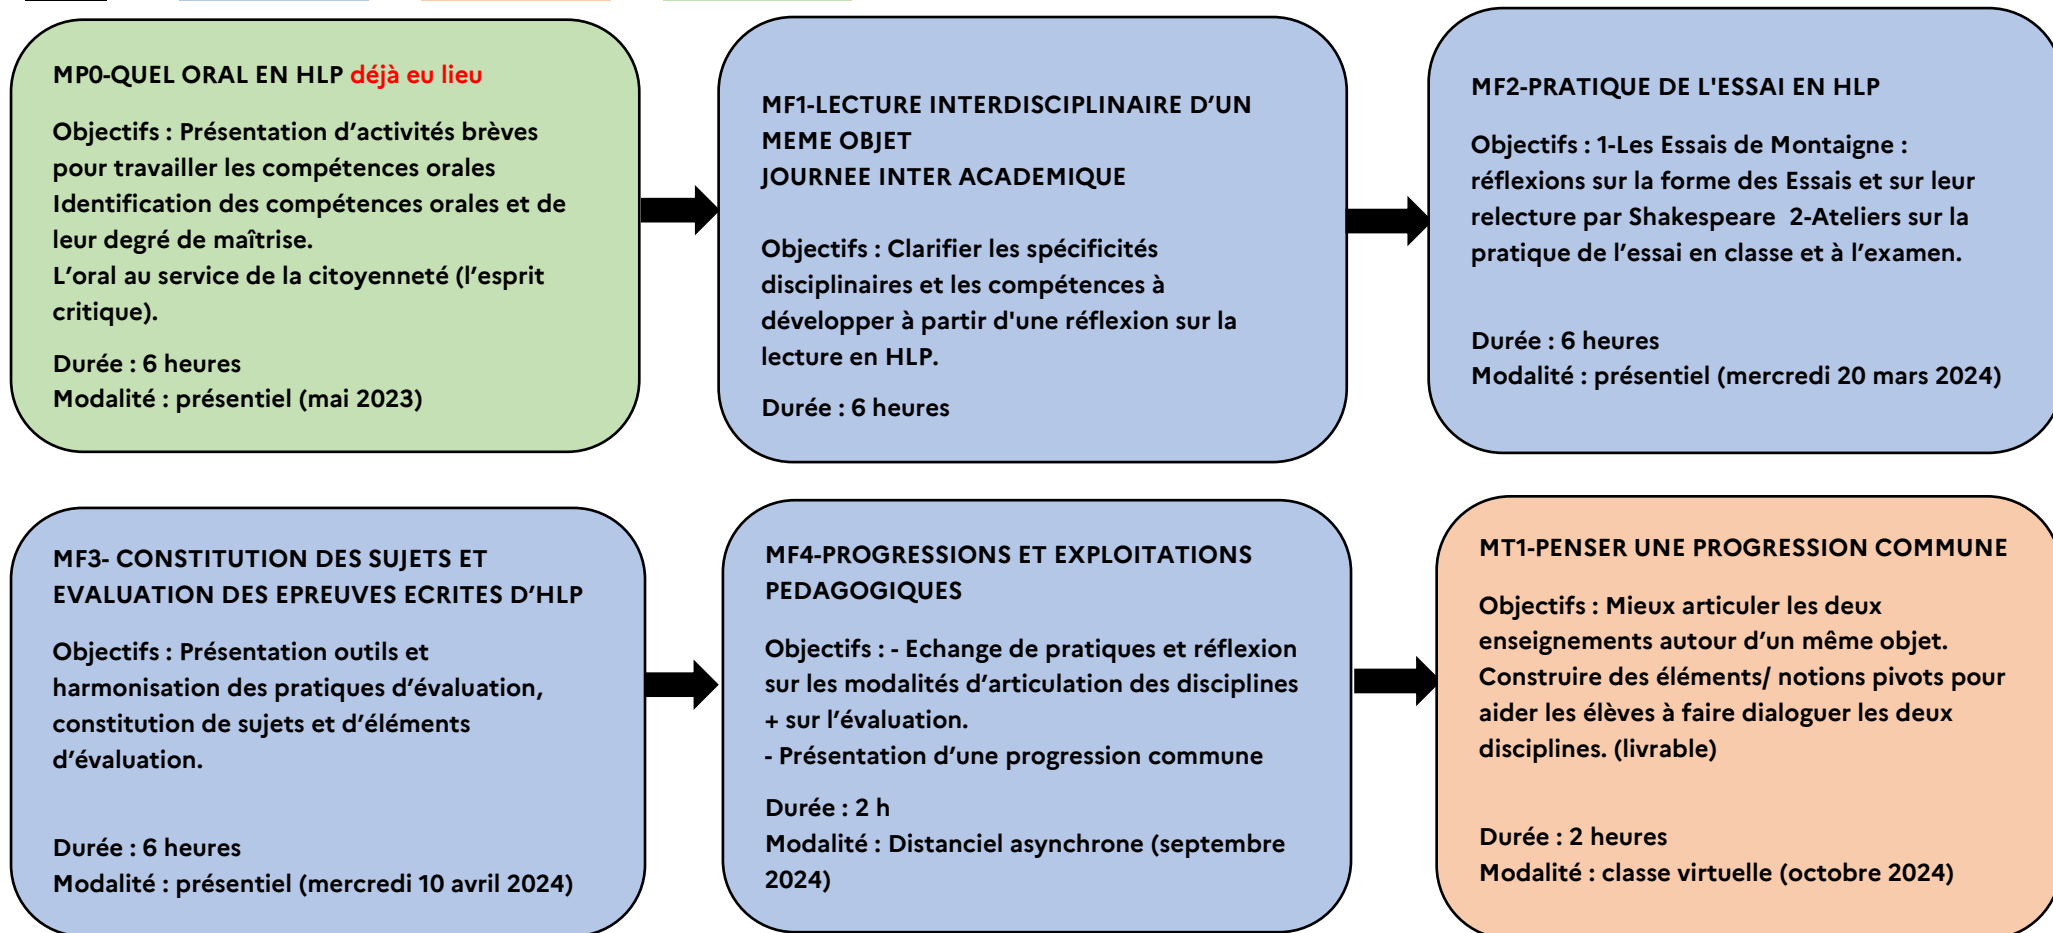 MP0-QUEL ORAL EN HLP déjà eu lieu
Objectifs : Présentation d’activités brèves
pour travailler les compétences orales
Identification des compétences orales et de
leur degré de maîtrise.
L’oral au service de la citoyenneté (l’esprit
critique).
Durée : 6 heures
Modalité : présentiel (mai 2023)
MF1-LECTURE INTERDISCIPLINAIRE D’UN
MEME OBJET
JOURNEE INTER ACADEMIQUE
Objectifs : Clarifier les spécificités
disciplinaires et les compétences à
développer à partir d'une réflexion sur la
lecture en HLP.
Durée : 6 heures
MF2-PRATIQUE DE L'ESSAI EN HLP
Objectifs : 1-Les Essais de Montaigne :
réflexions sur la forme des Essais et sur leur
relecture par Shakespeare 2-Ateliers sur la
pratique de l’essai en classe et à l’examen.
Durée : 6 heures
Modalité : présentiel (mercredi 20 mars 2024)
MF3- CONSTITUTION DES SUJETS ET
EVALUATION DES EPREUVES ECRITES D’HLP
Objectifs : Présentation outils et
harmonisation des pratiques d’évaluation,
constitution de sujets et d’éléments
d’évaluation.
Durée : 6 heures
Modalité : présentiel (mercredi 10 avril 2024)
MF4-PROGRESSIONS ET EXPLOITATIONS
PEDAGOGIQUES
Objectifs : - Echange de pratiques et réflexion
sur les modalités d’articulation des disciplines
+ sur l’évaluation.
- Présentation d’une progression commune
Durée : 2 h
Modalité : Distanciel asynchrone (septembre
2024)
MT1-PENSER UNE PROGRESSION COMMUNE
Objectifs : Mieux articuler les deux
enseignements autour d’un même objet.
Construire des éléments/ notions pivots pour
aider les élèves à faire dialoguer les deux
disciplines. (livrable)
Durée : 2 heures
Modalité : classe virtuelle (octobre 2024)